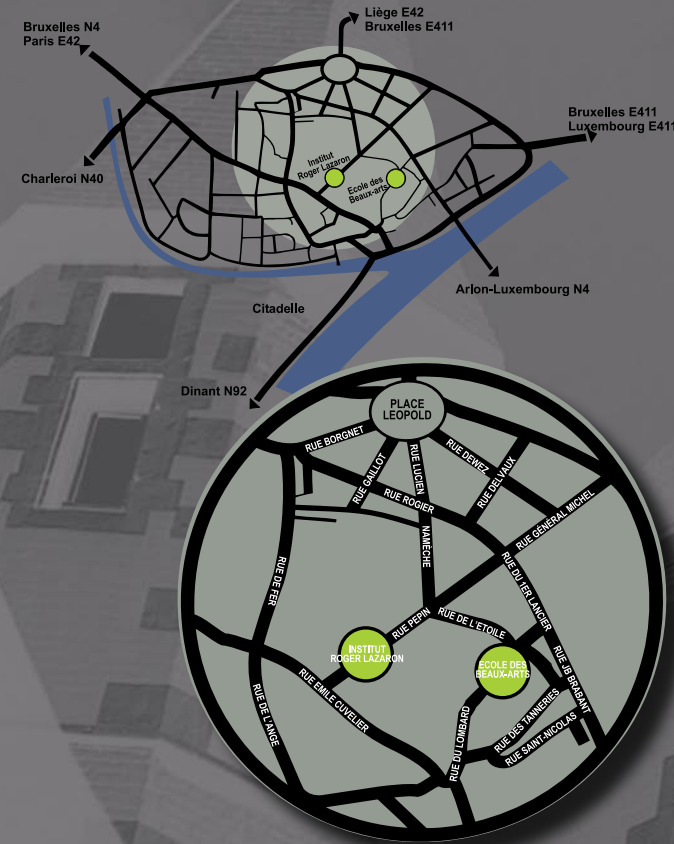 Bruxelles N4
Paris E42
Liège E42
Bruxelles E411
Bruxelles E411
Luxembourg E411
Charleroi N40
Institut
Roger Lazaron
Ecole des
Beaux-arts
Arlon-Luxembourg N4
Citadelle
Dinant N92
PLACE
LEOPOLD
RUE BORGNET
RUE GAILLOT
RUE LUCIEN
NAMÈCHE
RUE DEWEZ
RUE DELVAUX
RUE ROGIER
RUE GÉNÉRAL MICHEL
RUE DE FER
RUE DU 1ER LANCIER
RUE PEPIN
RUE DE L'ETOILE
INSTITUT
ROGER LAZARON
ÉCOLE DES
BEAUX-ARTS
RUE JB BRABANT
RUE EMILE CUVELIER
RUE DE L'ANGE
RUE DU LOMBARD
RUE DES TANNERIES
RUE SAINT-NICOLAS